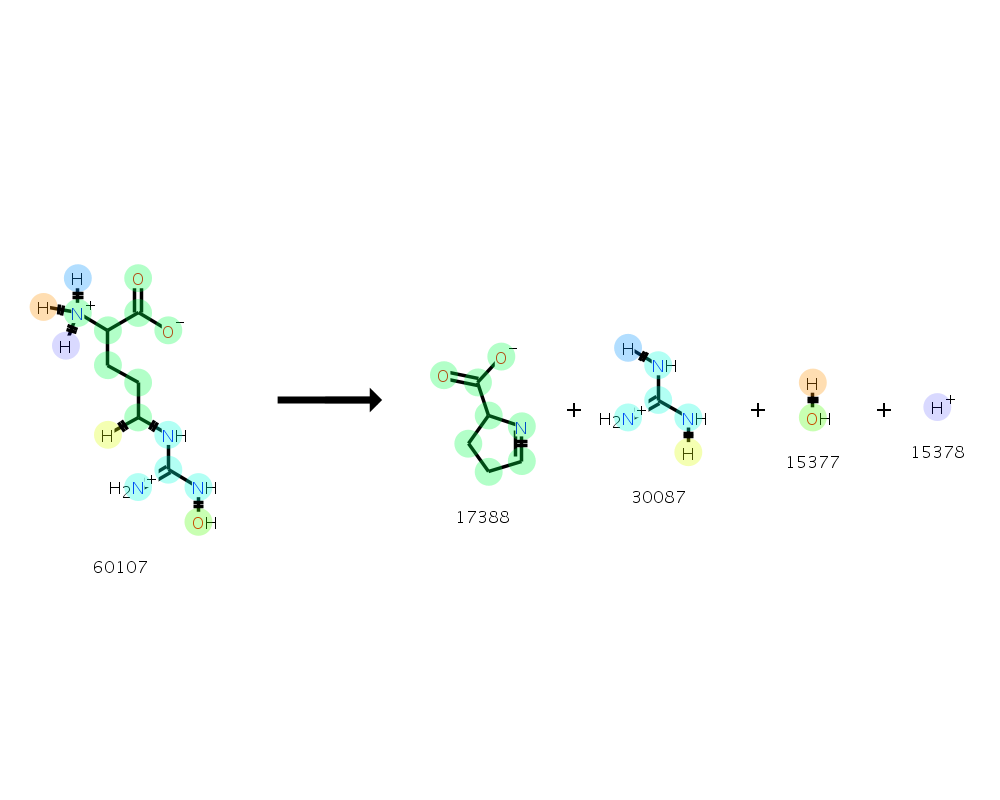 H
O
H
N+
O−
H
H
NH
H2N+
NH
OH
60107
O
O−
N
17388
+
H
NH
H2N+
NH
H
30087
+
H
OH
15377
+
H+
15378